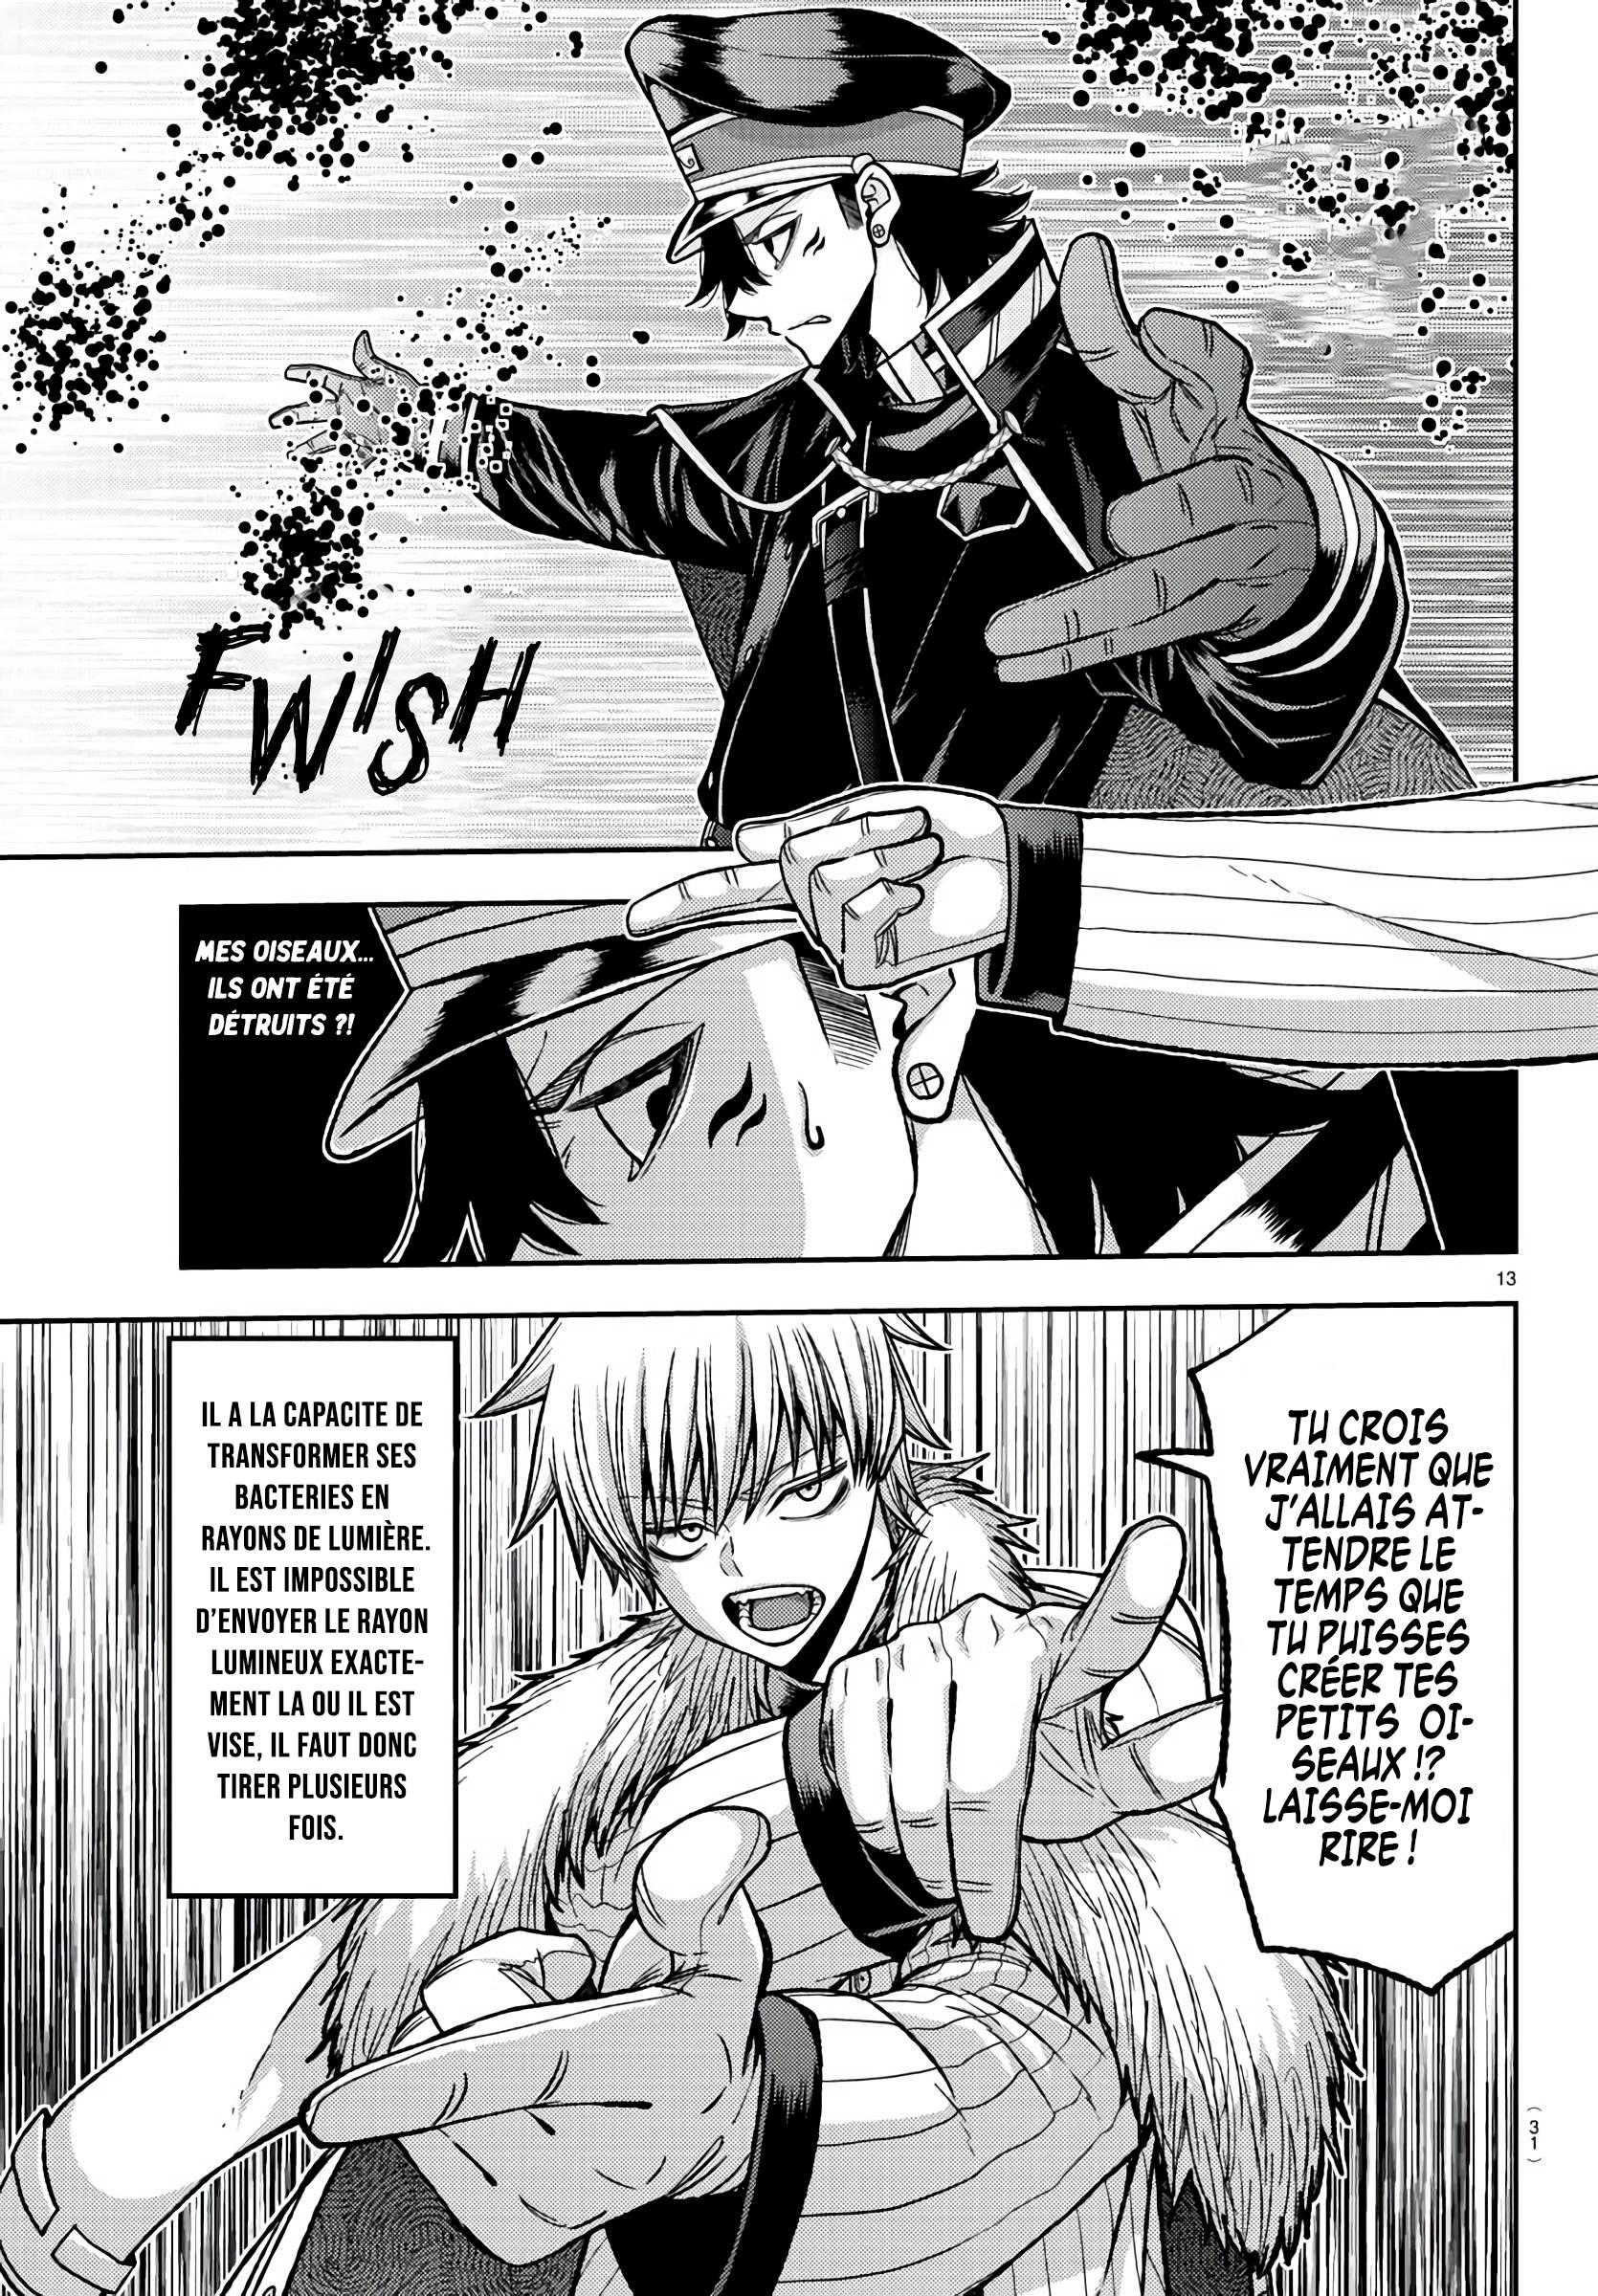 FWISH
MES OISEAUX...
ILS ONT ÉTÉ
DÉTRUITS ?!
13
TU CROIS
VRAIMENT QUE
J'ALLAIS AT-
TENDRE LE
TEMPS QUE
TU PUISSES
CRÉER TES
PETITS OI-
SEAUX !?
LAISSE-MOI
RIRE !
IL A LA CAPACITE DE
TRANSFORMER SES
BACTERIES EN
RAYONS DE LUMIÈRE.
IL EST IMPOSSIBLE
D'ENVOYER LE RAYON
LUMINEUX EXACTE-
MENT LA OU IL EST
VISE, IL FAUT DONC
TIRER PLUSIEURS
FOIS.
(31)